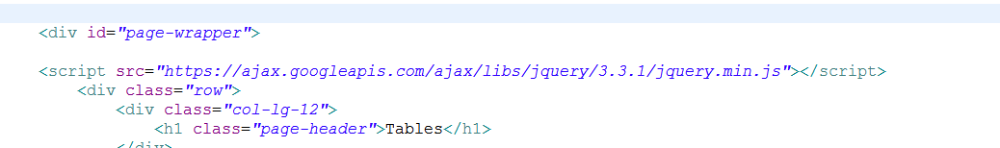 <div id="page-wrapper">
<script src="https://ajax.googleapis.com/ajax/libs/jquery/3.3.1/jquery.min.js"></script>
<div class="row">
<div class="col-lg-12">
<h1 class="page-header">Tables</h1>
</div>